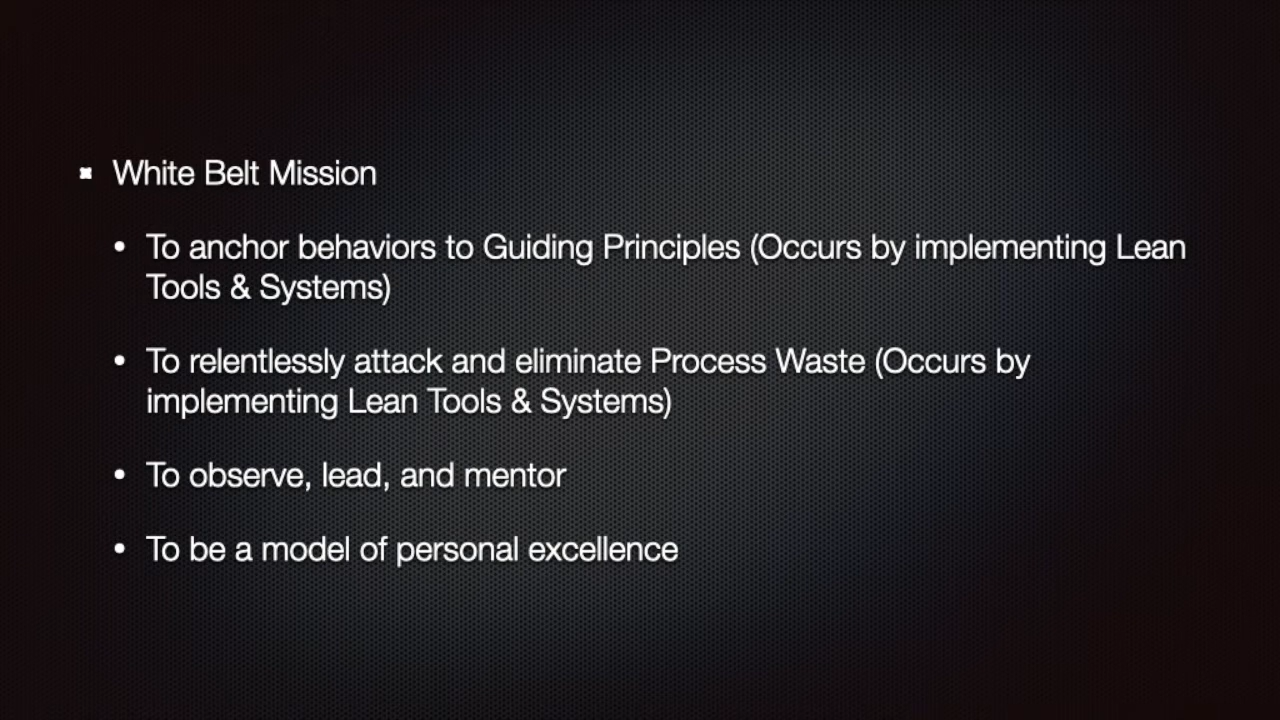 White Belt Mission
• To anchor behaviors to Guiding Principles (Occurs by implementing Lean
Tools & Systems)
• To relentlessly attack and eliminate Process Waste (Occurs by
implementing Lean Tools & Systems)
• To observe, lead, and mentor
• To be a model of personal excellence